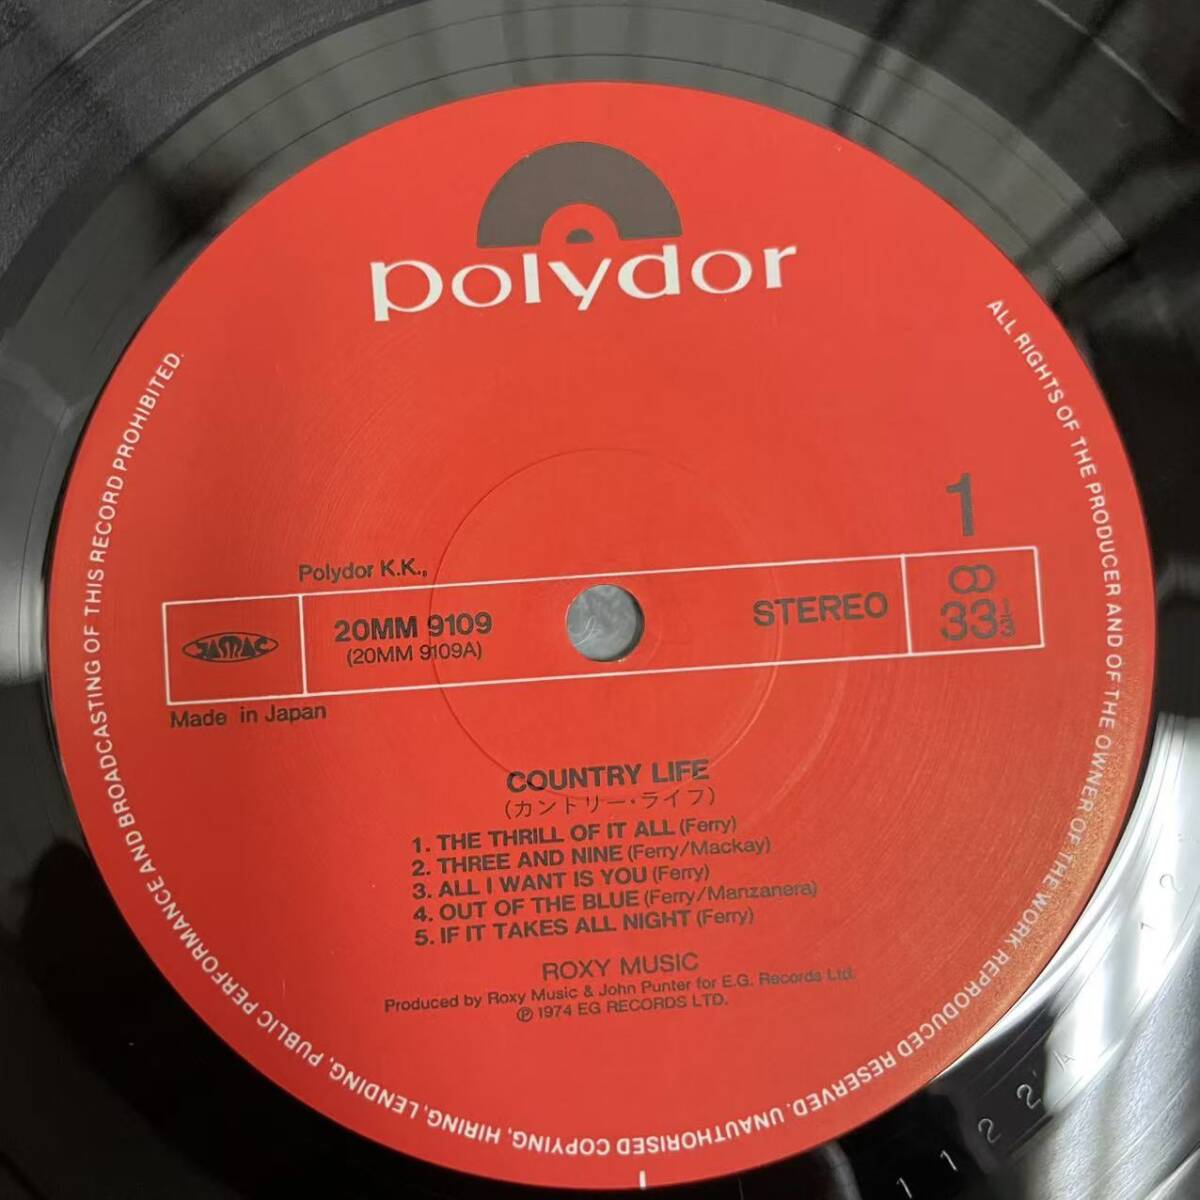 polydor
1
Polydor K.K.,
JASRAC
20MM 9109
(20MM 9109A)
STEREO
33 1/3
Made in Japan
COUNTRY LIFE
(カントリー・ライフ)
1. THE THRILL OF IT ALL (Ferry)
2. THREE AND NINE (Ferry/Mackay)
3. ALL I WANT IS YOU (Ferry)
4. OUT OF THE BLUE (Ferry/Manzanera)
5. IF IT TAKES ALL NIGHT (Ferry)
ROXY MUSIC
Produced by Roxy Music & John Punter for E.G. Records Ltd.
Ⓟ 1974 EG RECORDS LTD.
ALL RIGHTS OF THE PRODUCER AND OF THE OWNER OF THE WORK REPRODUCED RESERVED. UNAUTHORISED COPYING, HIRING, LENDING, PUBLIC PERFORMANCE AND BROADCASTING OF THIS RECORD PROHIBITED.